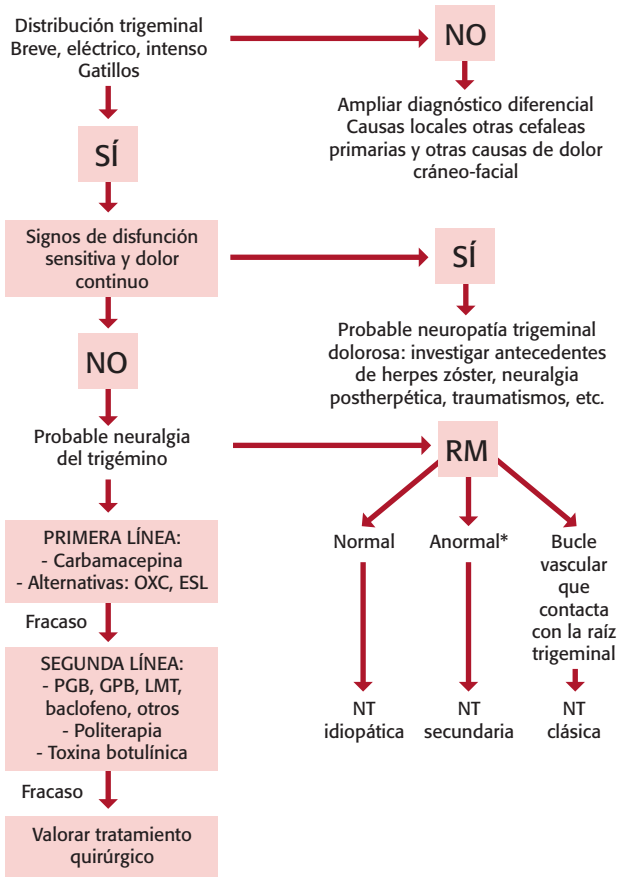 Distribución trigeminal
Breve, eléctrico, intenso
Gatillos
NO
Ampliar diagnóstico diferencial
Causas locales otras cefaleas
primarias y otras causas de dolor
cráneo-facial
SÍ
Signos de disfunción
sensitiva y dolor
continuo
SÍ
Probable neuropatía trigeminal
dolorosa: investigar antecedentes
de herpes zóster, neuralgia
postherpética, traumatismos, etc.
NO
Probable neuralgia
del trigémino
RM
Normal
Anormal*
Bucle
vascular
que
contacta
con la raíz
trigeminal
NT
idiopática
NT
secundaria
NT
clásica
PRIMERA LÍNEA:
- Carbamacepina
- Alternativas: OXC, ESL
Fracaso
SEGUNDA LÍNEA:
- PGB, GPB, LMT,
baclofeno, otros
- Politerapia
- Toxina botulínica
Fracaso
Valorar tratamiento
quirúrgico